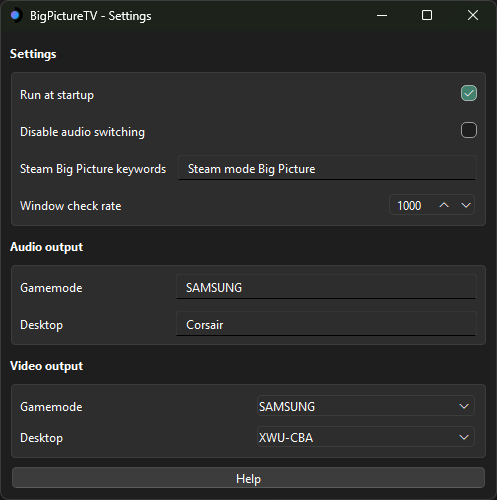 BigPictureTV - Settings
Settings
Run at startup
Disable audio switching
Steam Big Picture keywords Steam mode Big Picture
Window check rate 1000
Audio output
Gamemode SAMSUNG
Desktop Corsair
Video output
Gamemode SAMSUNG
Desktop XWU-CBA
Help